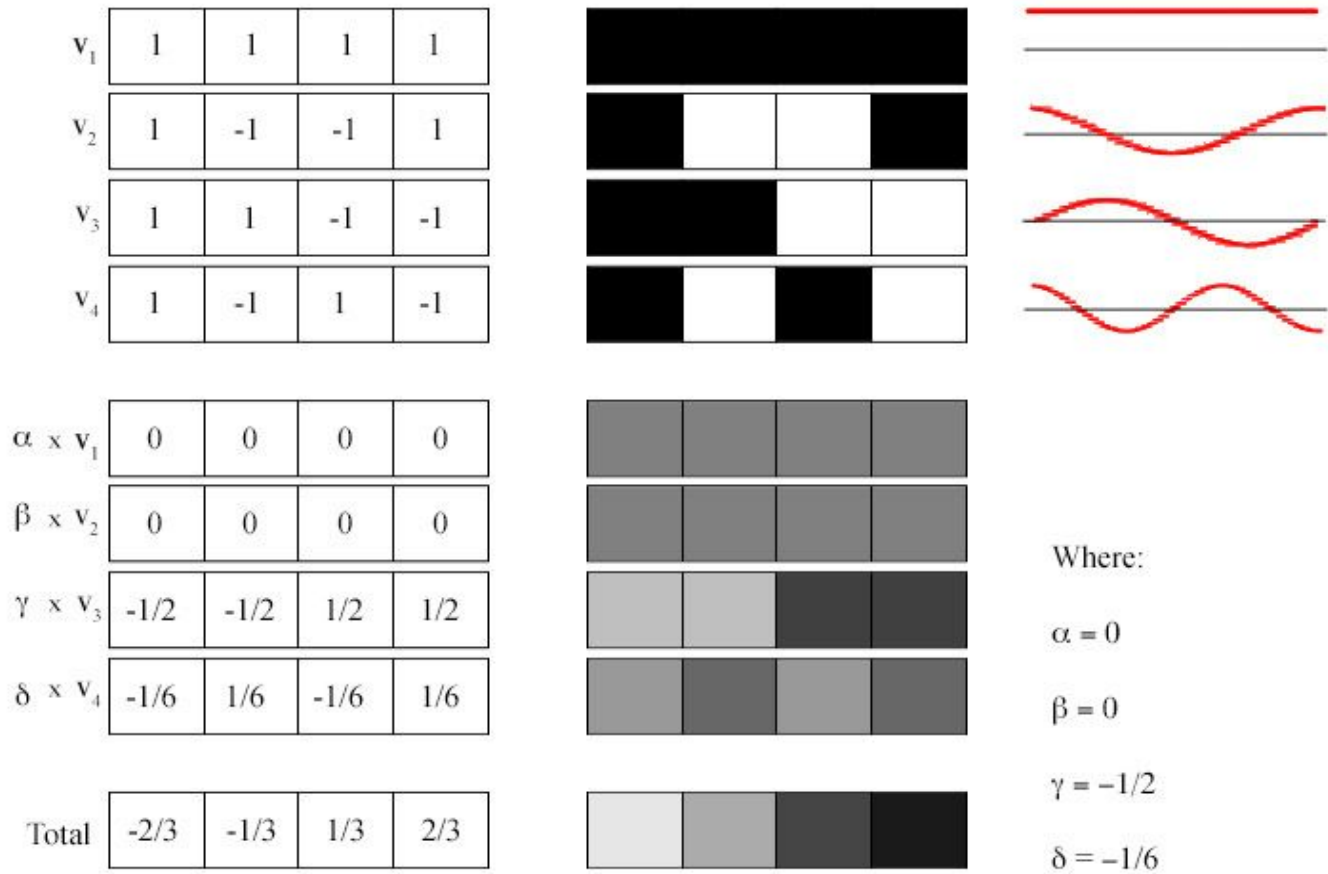 v₁ 1 1 1 1
v₂ 1 -1 -1 1
v₃ 1 1 -1 -1
v₄ 1 -1 1 -1
α x v₁ 0 0 0 0
β x v₂ 0 0 0 0
γ x v₃ -1/2 -1/2 1/2 1/2
δ x v₄ -1/6 1/6 -1/6 1/6
Total -2/3 -1/3 1/3 2/3
Where:
α = 0
β = 0
γ = –1/2
δ = –1/6